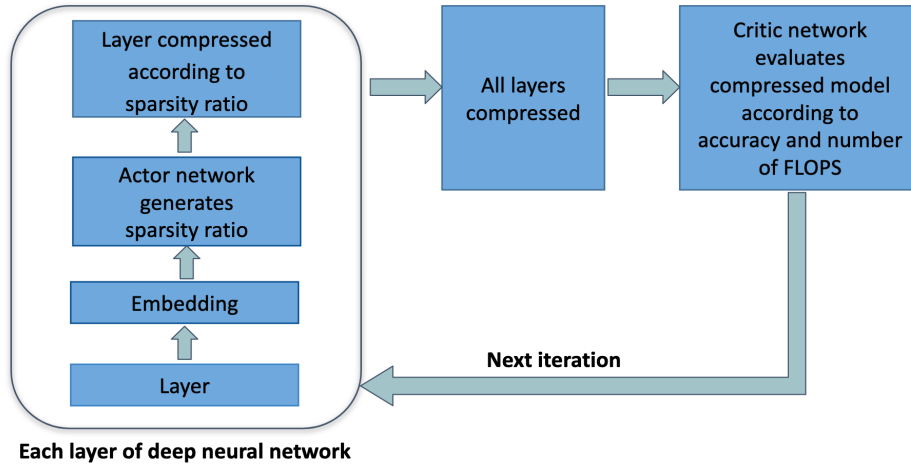 Layer compressed
according to
sparsity ratio
Actor network
generates
sparsity ratio
Embedding
Layer
Each layer of deep neural network
All layers
compressed
Critic network
evaluates
compressed model
according to
accuracy and number
of FLOPS
Next iteration